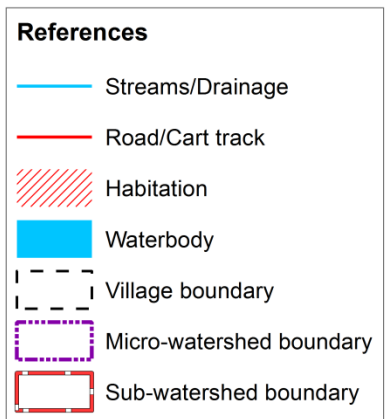 References
Streams/Drainage
Road/Cart track
Habitation
Waterbody
Village boundary
Micro-watershed boundary
Sub-watershed boundary